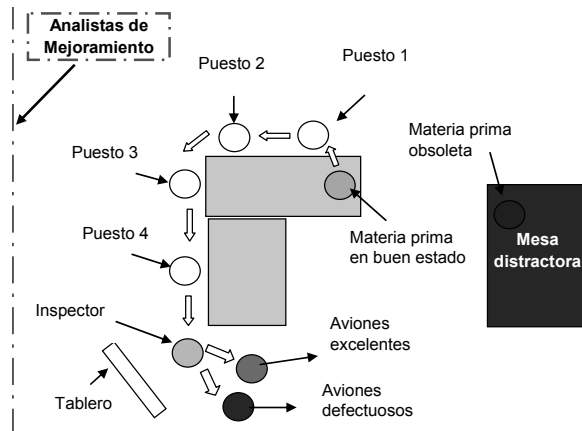 Analistas de
Mejoramiento
Puesto 2
Puesto 1
Puesto 3
Materia prima
obsoleta
Puesto 4
Materia prima
en buen estado
Mesa
distractora
Inspector
Aviones
excelentes
Tablero
Aviones
defectuosos